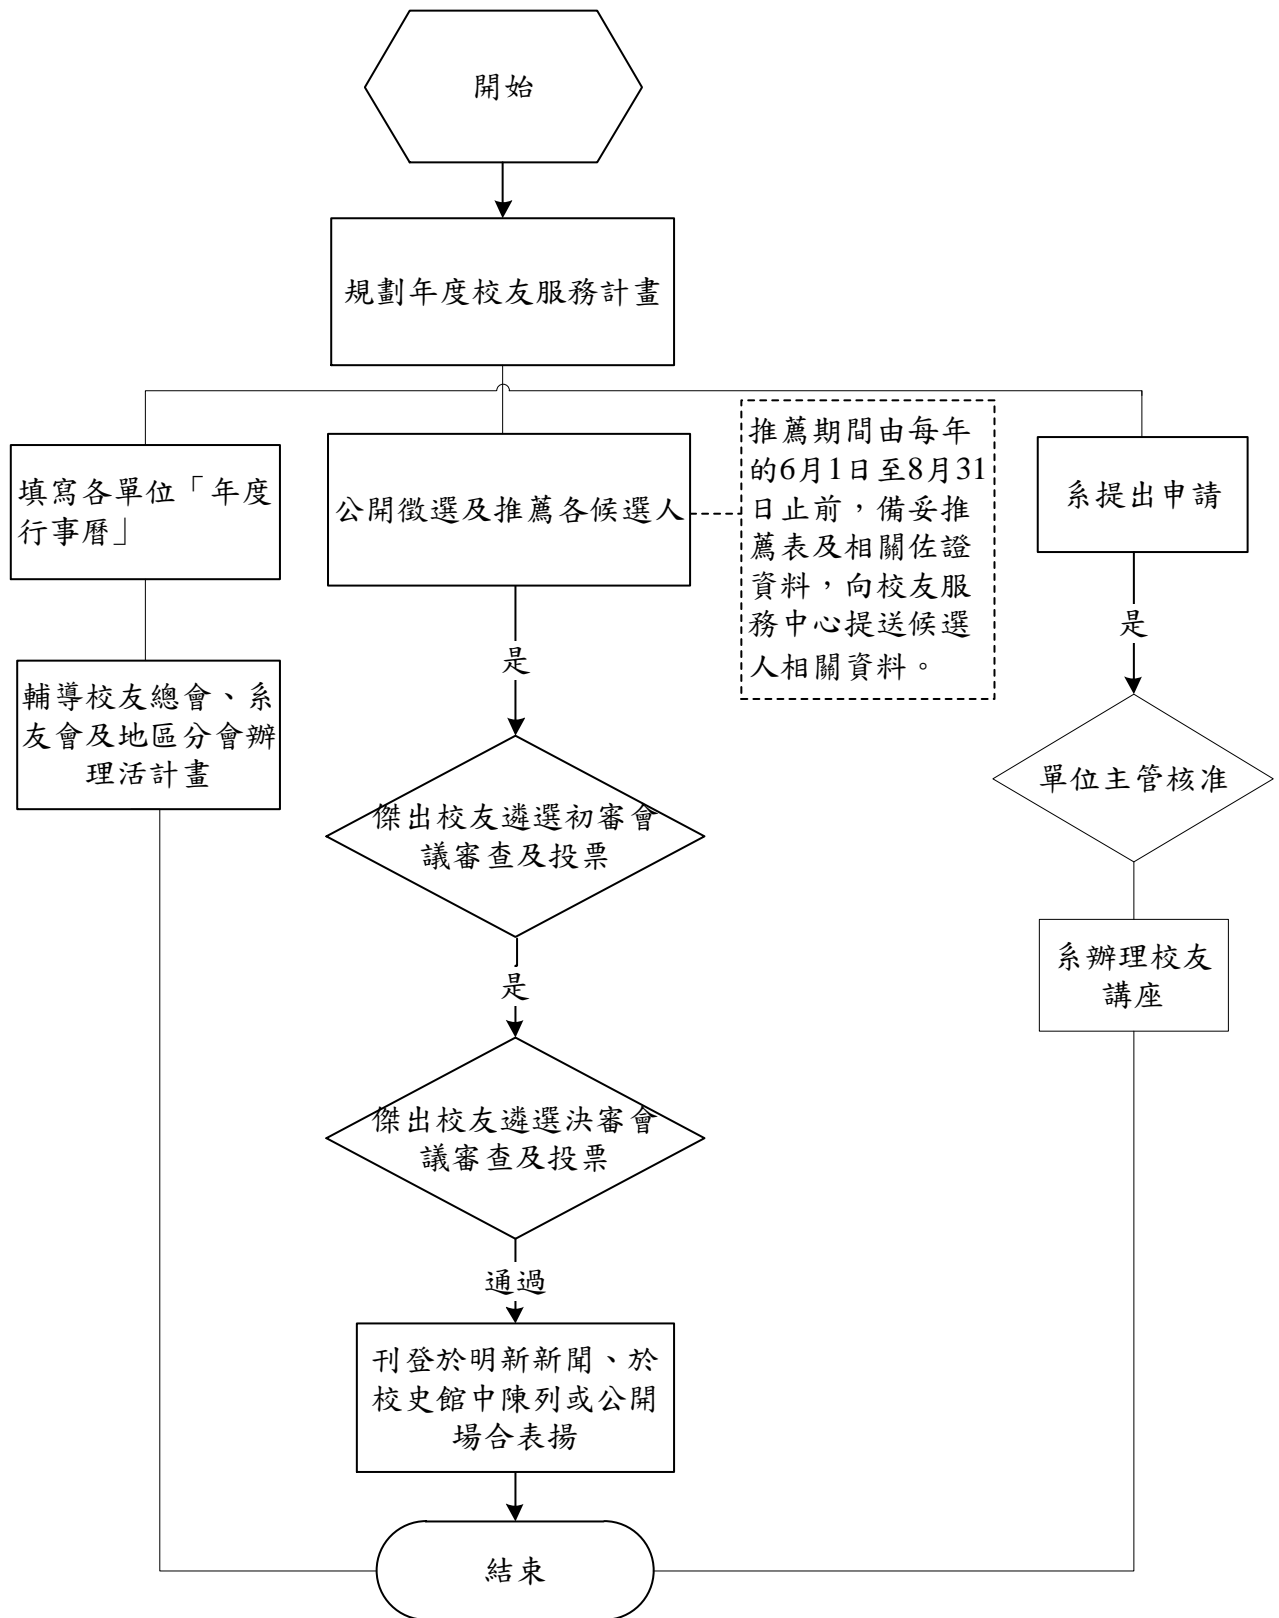 開始
規劃年度校友服務計畫
填寫各單位「年度
行事曆」
公開徵選及推薦各候選人
推薦期間由每年
的6月1日至8月31
日止前，備妥推
薦表及相關佐證
資料，向校友服
務中心提送候選
人相關資料。
系提出申請
是
是
輔導校友總會、系
友會及地區分會辦
理活計畫
單位主管核准
傑出校友遴選初審會
議審查及投票
系辦理校友
講座
是
傑出校友遴選決審會
議審查及投票
通過
刊登於明新新聞、於
校史館中陳列或公開
場合表揚
結束